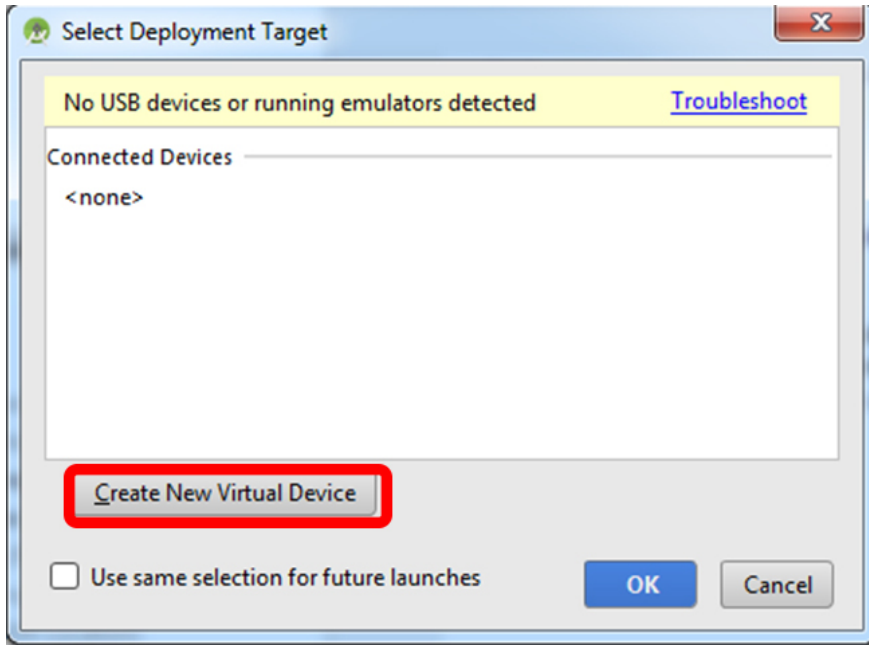 Select Deployment Target
No USB devices or running emulators detected Troubleshoot
Connected Devices
<none>
Create New Virtual Device
Use same selection for future launches
OK Cancel